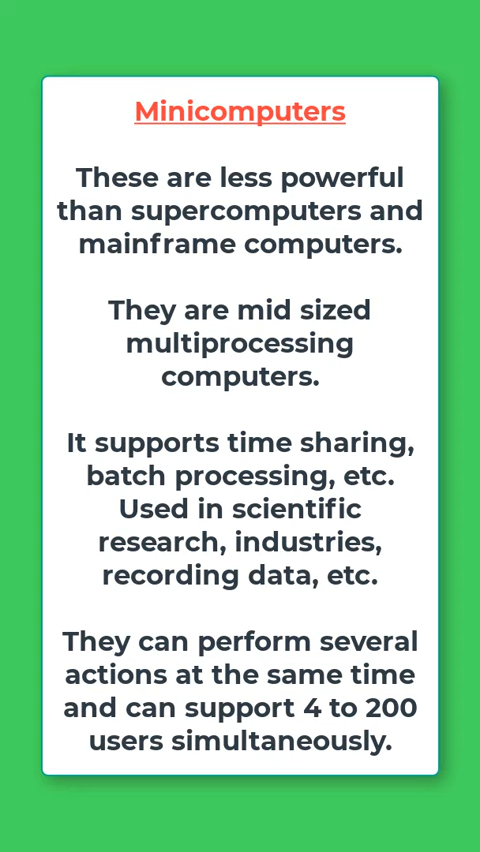 Minicomputers
These are less powerful
than supercomputers and
mainframe computers.
They are mid sized
multiprocessing
computers.
It supports time sharing,
batch processing, etc.
Used in scientific
research, industries,
recording data, etc.
They can perform several
actions at the same time
and can support 4 to 200
users simultaneously.